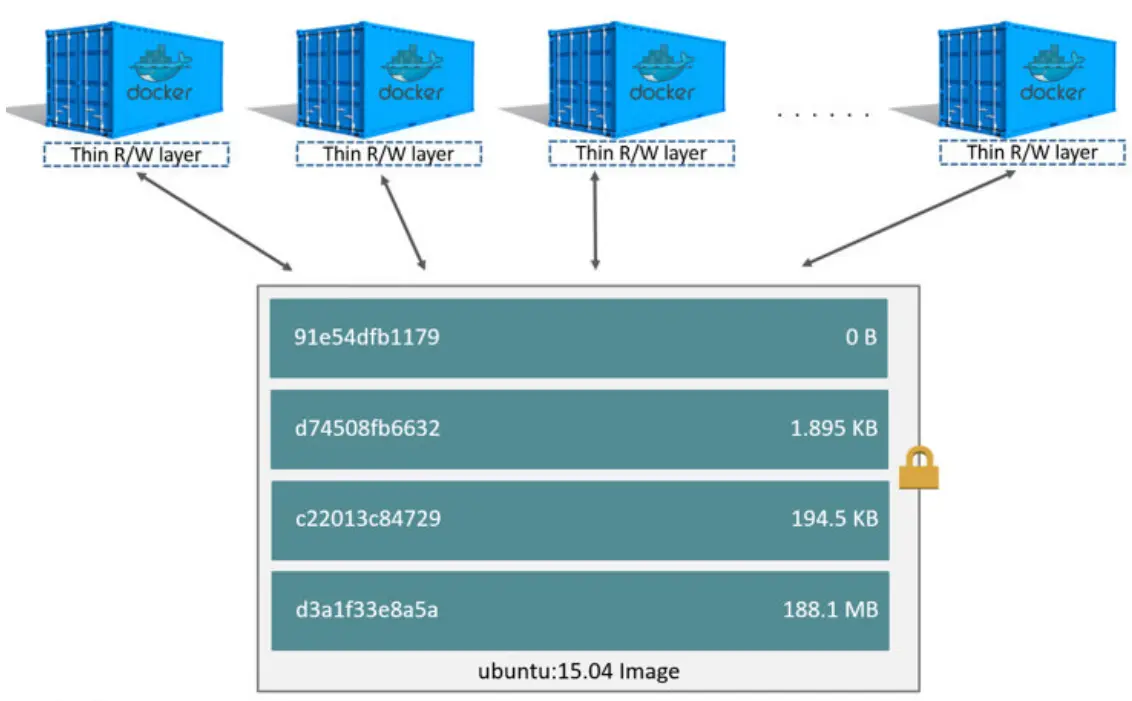 docker
docker
docker
docker
Thin R/W layer
Thin R/W layer
Thin R/W layer
. . . . . .
Thin R/W layer
91e54dfb1179 0 B
d74508fb6632 1.895 KB
c22013c84729 194.5 KB
d3a1f33e8a5a 188.1 MB
ubuntu:15.04 Image